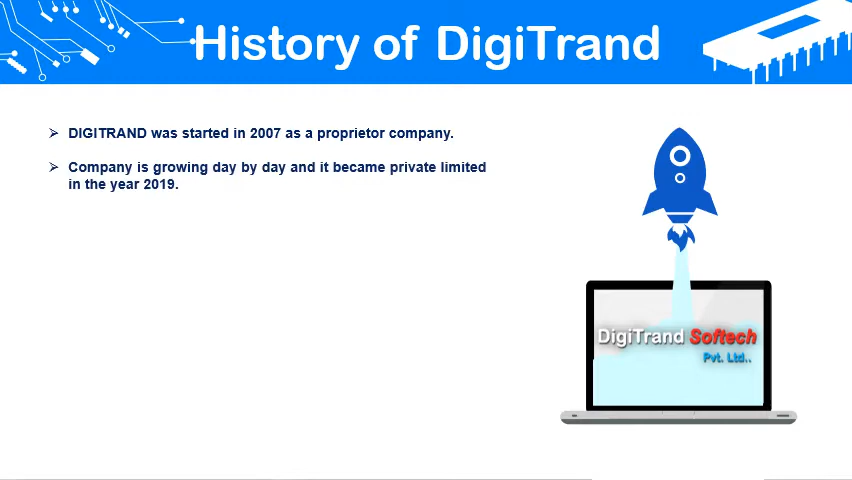 History of DigiTrand
DIGITRAND was started in 2007 as a proprietor company.
Company is growing day by day and it became private limited
in the year 2019.
DigiTrand Softech
Pvt. Ltd..